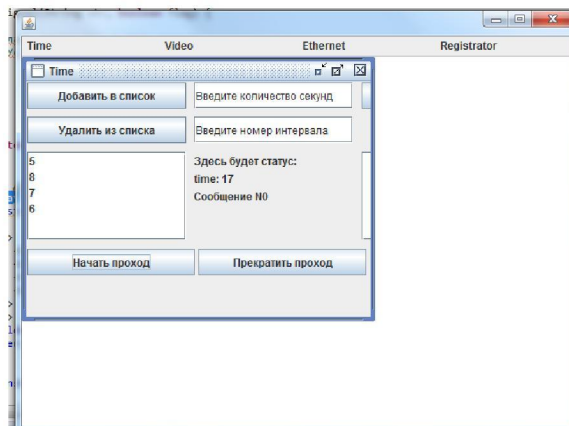 Time Video Ethernet Registrator
Time
Добавить в список Введите количество секунд
Удалить из списка Введите номер интервала
5 Здесь будет статус:
8 time: 17
7 Сообщение N0
6
Начать проход Прекратить проход